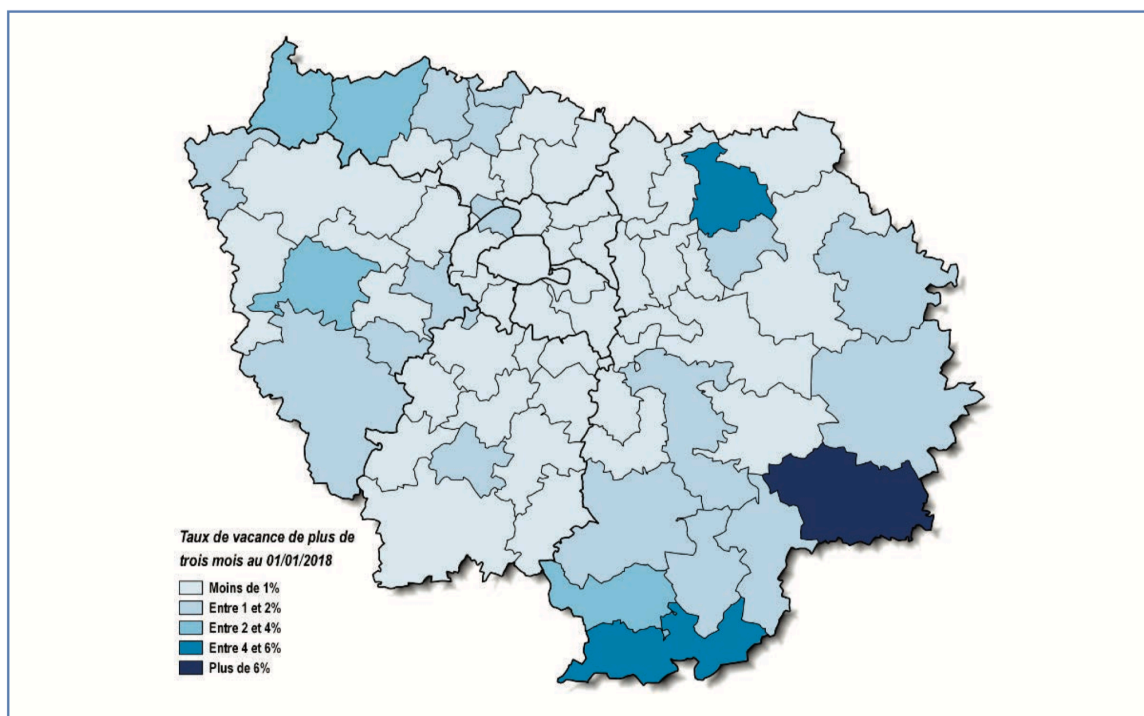 Taux de vacance de plus de
trois mois au 01/01/2018
Moins de 1%
Entre 1 et 2%
Entre 2 et 4%
Entre 4 et 6%
Plus de 6%